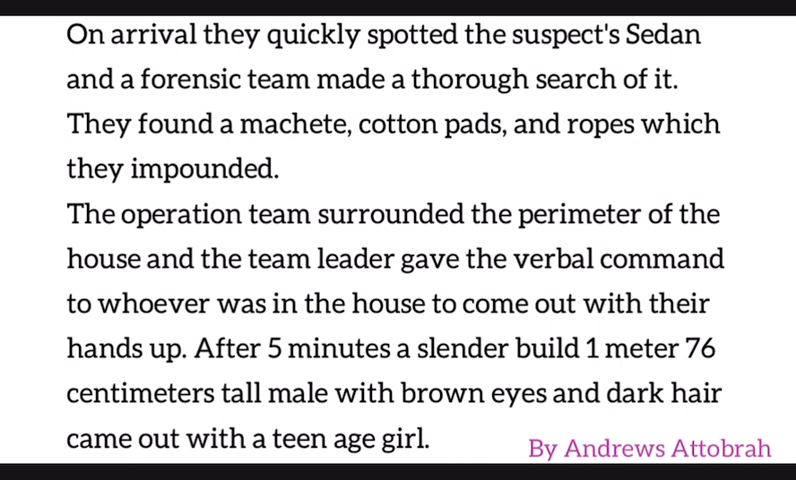 On arrival they quickly spotted the suspect's Sedan
and a forensic team made a thorough search of it.
They found a machete, cotton pads, and ropes which
they impounded.
The operation team surrounded the perimeter of the
house and the team leader gave the verbal command
to whoever was in the house to come out with their
hands up. After 5 minutes a slender build 1 meter 76
centimeters tall male with brown eyes and dark hair
came out with a teen age girl.
By Andrews Attobrah